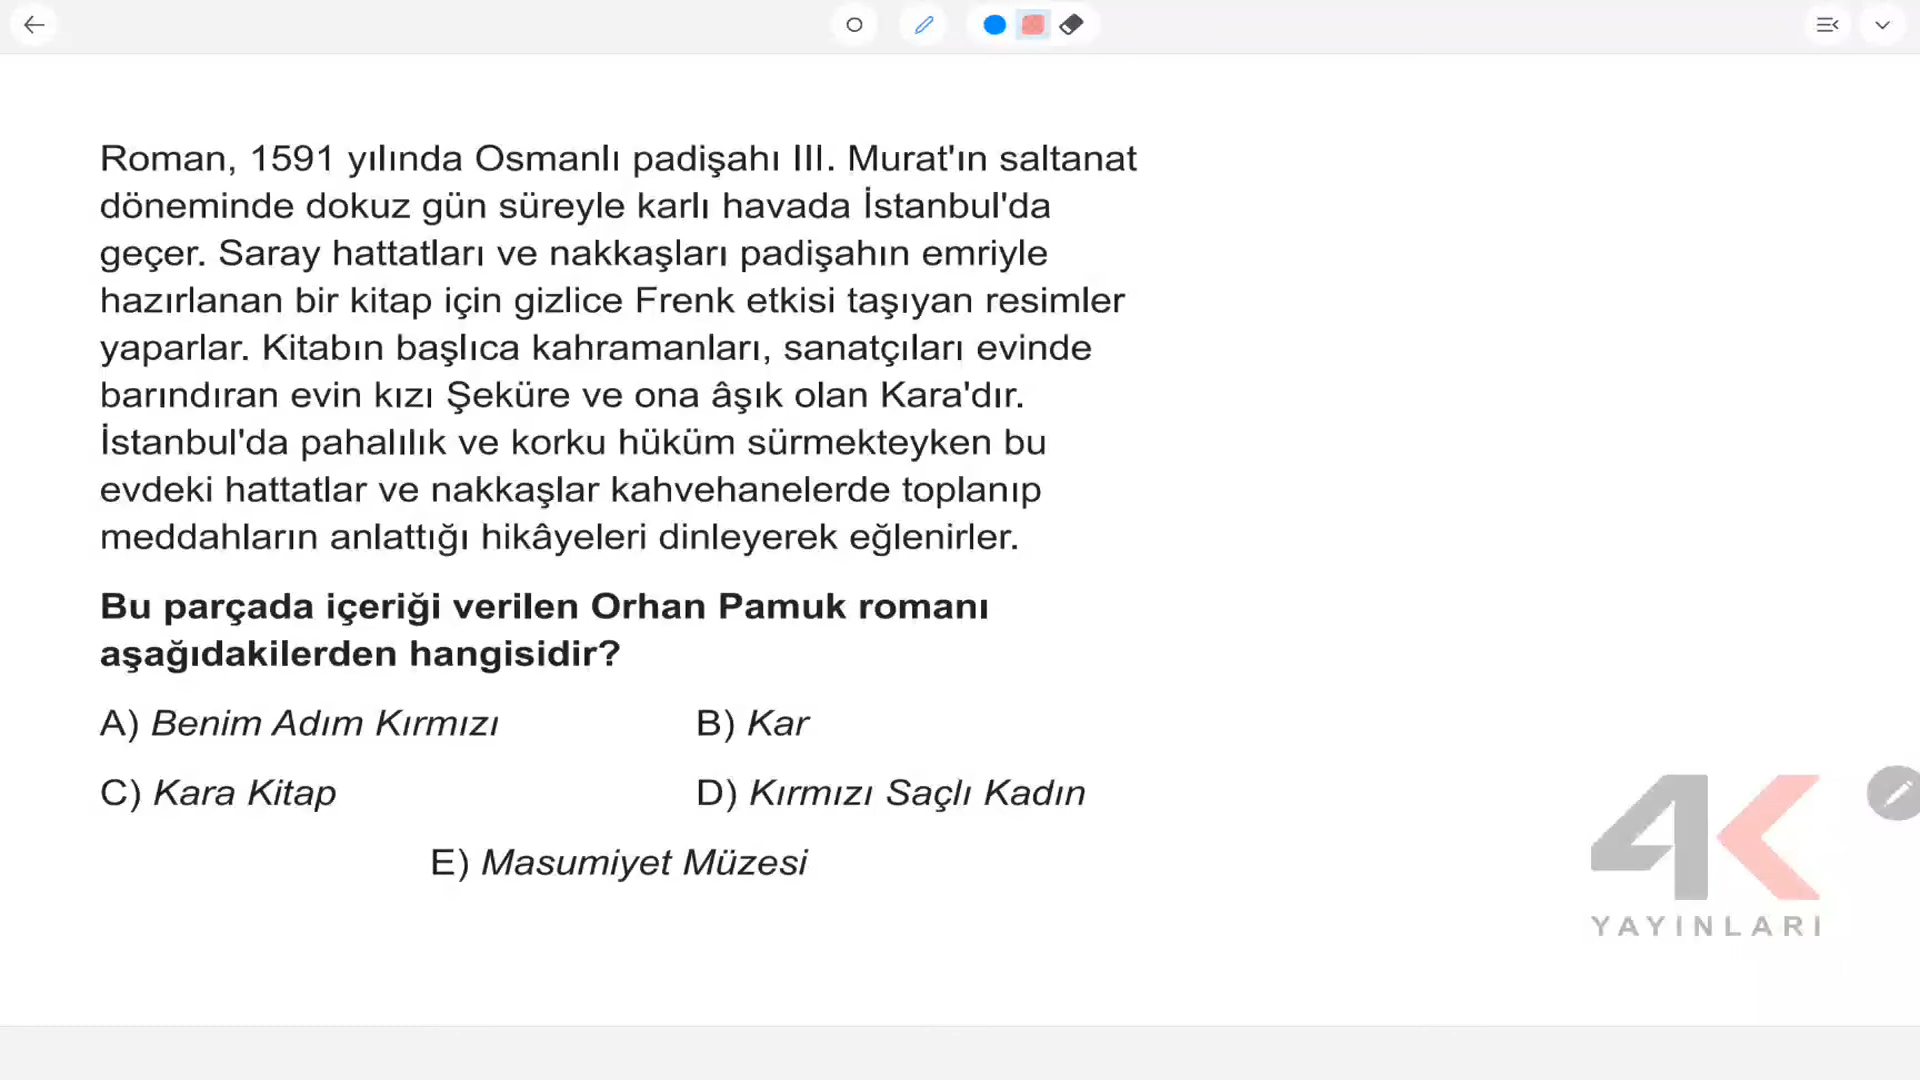 Roman, 1591 yılında Osmanlı padişahı III. Murat'ın saltanat
döneminde dokuz gün süreyle karlı havada İstanbul'da
geçer. Saray hattatları ve nakkaşları padişahın emriyle
hazırlanan bir kitap için gizlice Frenk etkisi taşıyan resimler
yaparlar. Kitabın başlıca kahramanları, sanatçıları evinde
barındıran evin kızı Şeküre ve ona âşık olan Kara'dır.
İstanbul'da pahalılık ve korku hüküm sürmekteyken bu
evdeki hattatlar ve nakkaşlar kahvehanelerde toplanıp
meddahların anlattığı hikâyeleri dinleyerek eğlenirler.
Bu parçada içeriği verilen Orhan Pamuk romanı
aşağıdakilerden hangisidir?
A) Benim Adım Kırmızı B) Kar
C) Kara Kitap D) Kırmızı Saçlı Kadın
E) Masumiyet Müzesi
4K
YAYINLARI